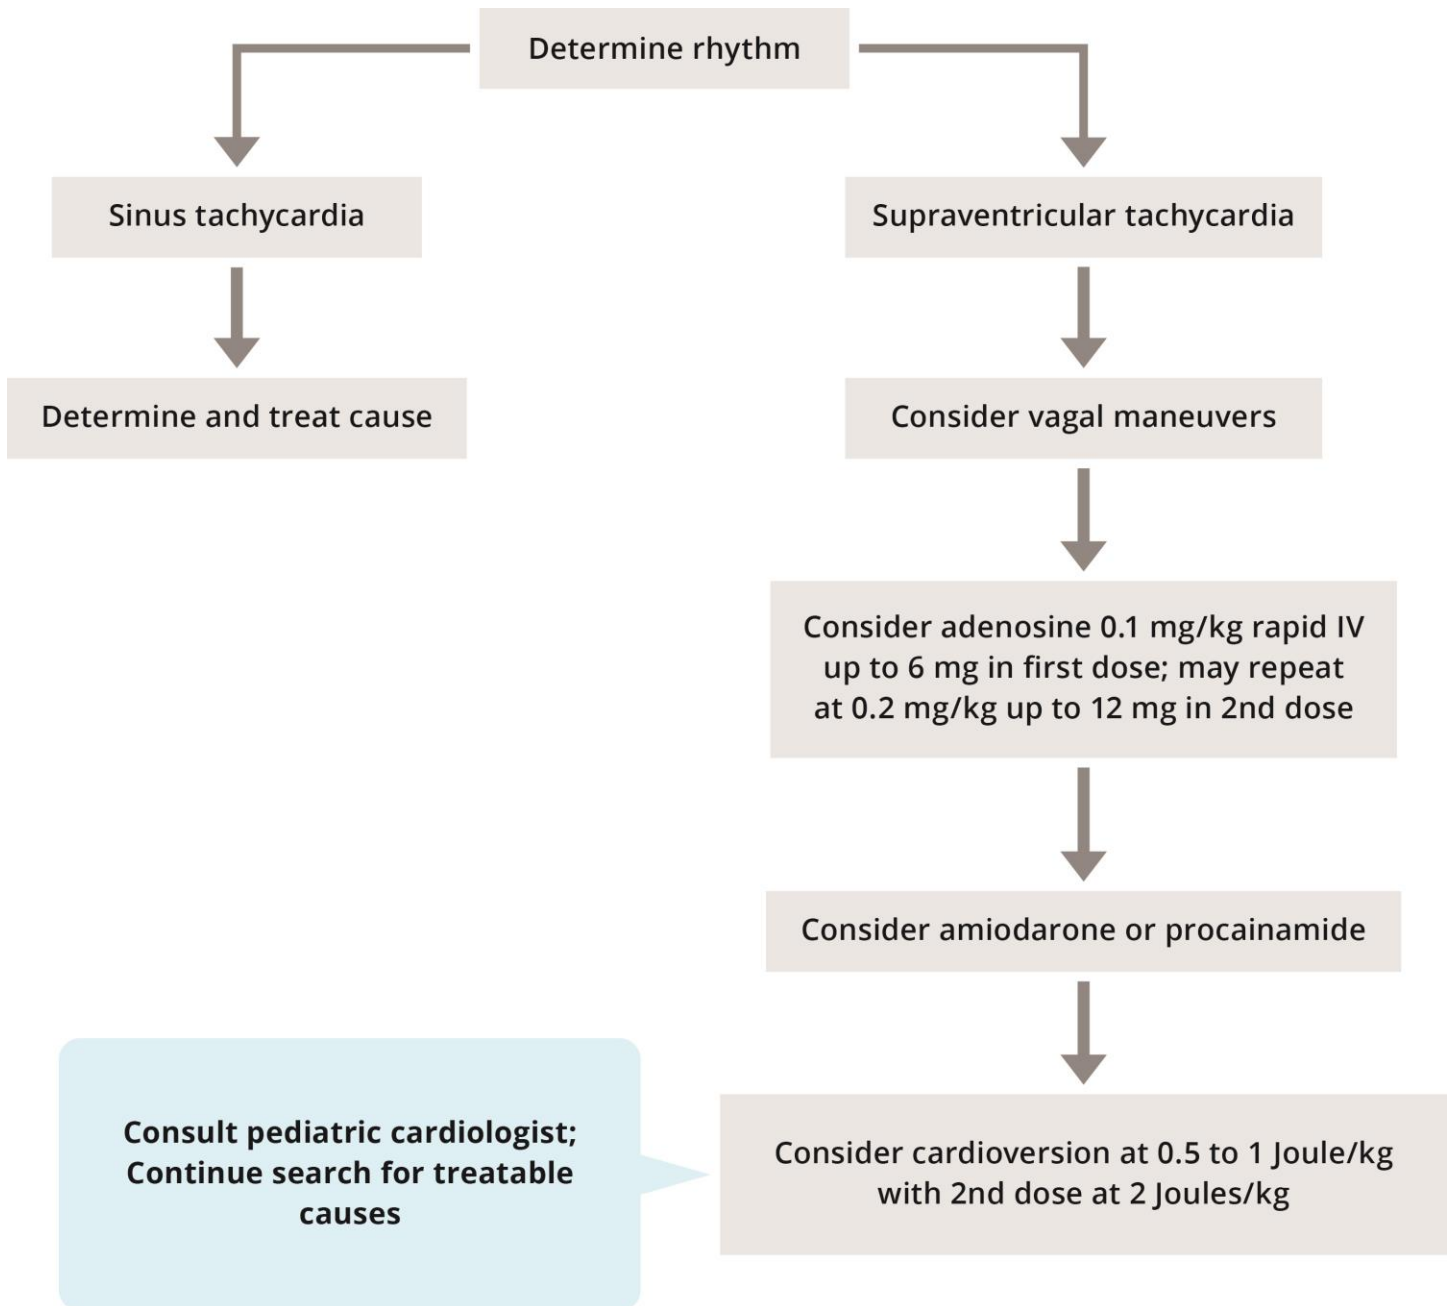 Determine rhythm
Sinus tachycardia
Supraventricular tachycardia
Determine and treat cause
Consider vagal maneuvers
Consider adenosine 0.1 mg/kg rapid IV
up to 6 mg in first dose; may repeat
at 0.2 mg/kg up to 12 mg in 2nd dose
Consider amiodarone or procainamide
Consult pediatric cardiologist;
Continue search for treatable
causes
Consider cardioversion at 0.5 to 1 Joule/kg
with 2nd dose at 2 Joules/kg